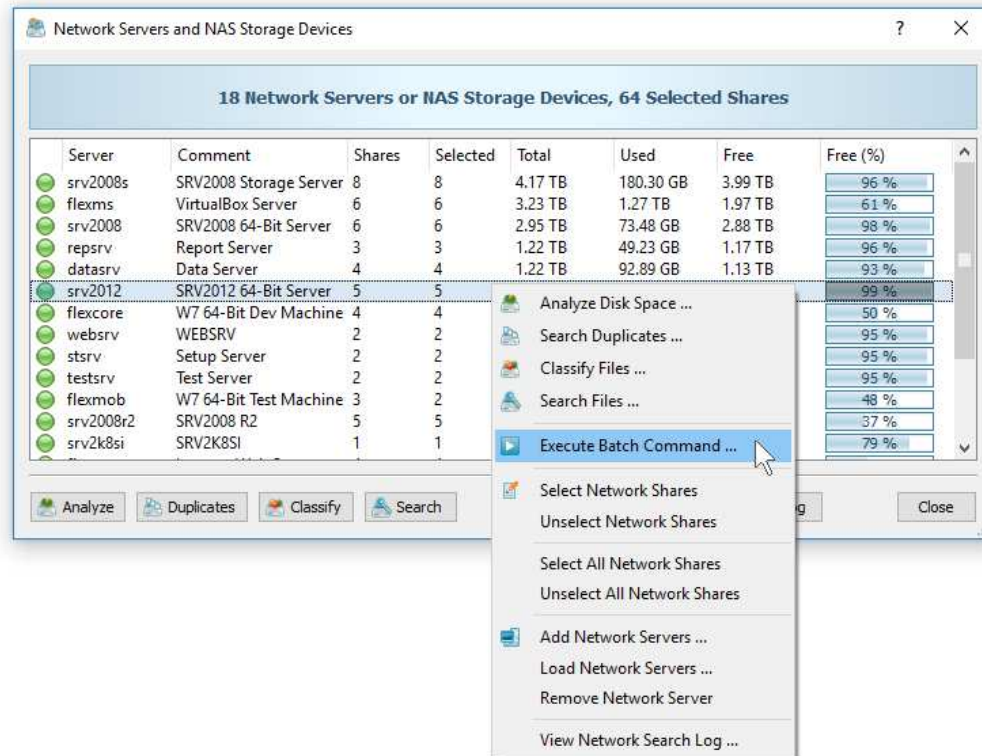 Network Servers and NAS Storage Devices ?
18 Network Servers or NAS Storage Devices, 64 Selected Shares
Server Comment Shares Selected Total Used Free Free (%)
srv2008s SRV2008 Storage Server 8 8 4.17 TB 180.30 GB 3.99 TB 96 %
flexms VirtualBox Server 6 6 3.23 TB 1.27 TB 1.97 TB 61 %
srv2008 SRV2008 64-Bit Server 6 6 2.95 TB 73.48 GB 2.88 TB 98 %
repsrv Report Server 3 3 1.22 TB 49.23 GB 1.17 TB 96 %
datasrv Data Server 4 4 1.22 TB 92.89 GB 1.13 TB 93 %
srv2012 SRV2012 64-Bit Server 5 5 99 %
flexcore W7 64-Bit Dev Machine 4 4 50 %
websrv WEBSRV 2 2 95 %
stsrv Setup Server 2 2 95 %
testsrv Test Server 2 2 95 %
flexmob W7 64-Bit Test Machine 3 2 48 %
srv2008r2 SRV2008 R2 5 5 37 %
srv2k8si SRV2K8SI 1 1 79 %
Analyze Duplicates Classify Search Close
Analyze Disk Space ...
Search Duplicates ...
Classify Files ...
Search Files ...
Execute Batch Command ...
Select Network Shares
Unselect Network Shares
Select All Network Shares
Unselect All Network Shares
Add Network Servers ...
Load Network Servers ...
Remove Network Server
View Network Search Log ...